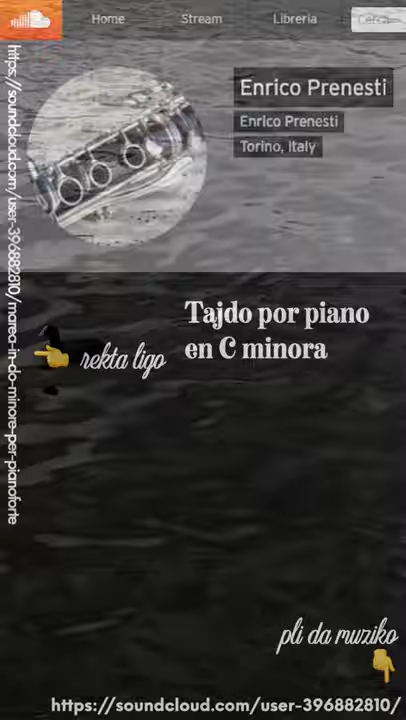 Home Stream Libreria Cerca
Enrico Prenesti
Enrico Prenesti
Torino, Italy
https://soundcloud.com/user-396882810/marea-in-do-minore-per-pianoforte
Tajdo por piano
en C minora
rekta ligo
pli da muziko
https://soundcloud.com/user-396882810/